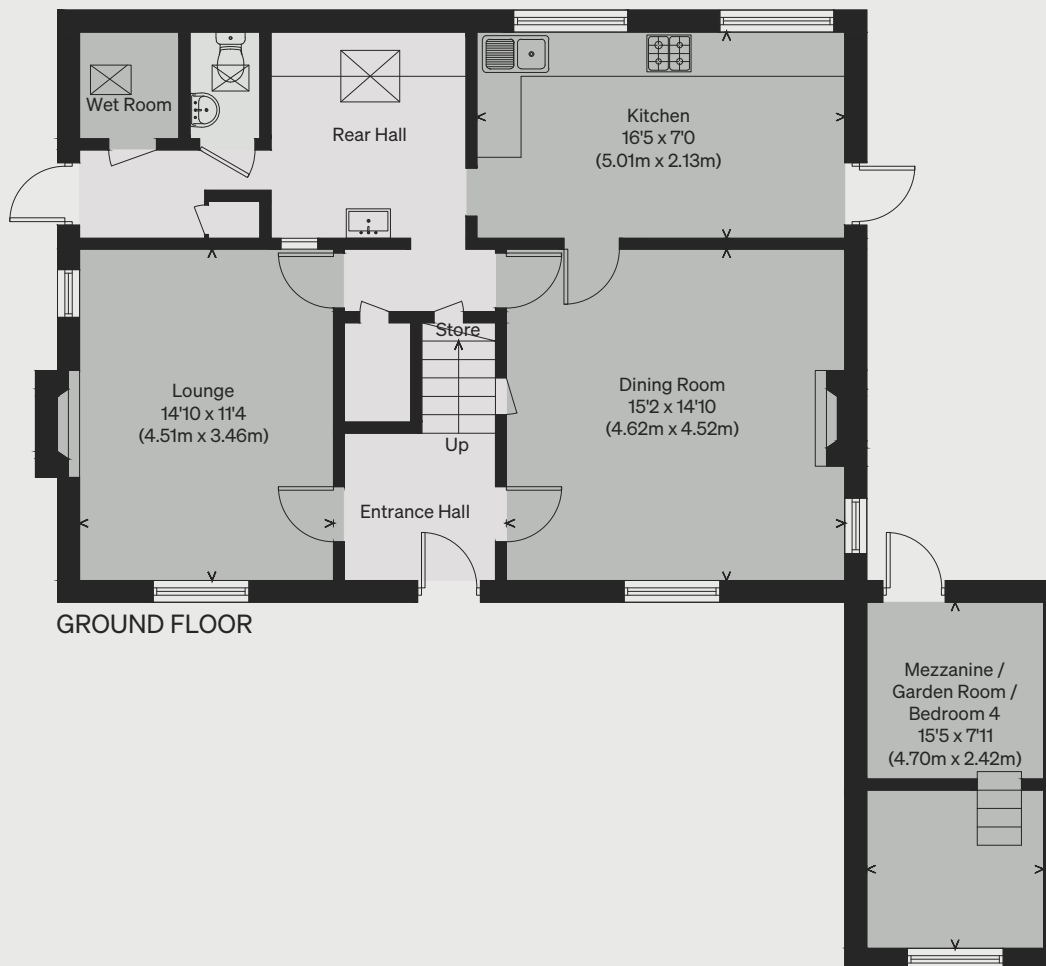 Wet Room
Rear Hall
Kitchen
16'5 x 7'0
(5.01m x 2.13m)
Store
Lounge
14'10 x 11'4
(4.51m x 3.46m)
Dining Room
15'2 x 14'10
(4.62m x 4.52m)
Up
Entrance Hall
GROUND FLOOR
Mezzanine /
Garden Room /
Bedroom 4
15'5 x 7'11
(4.70m x 2.42m)